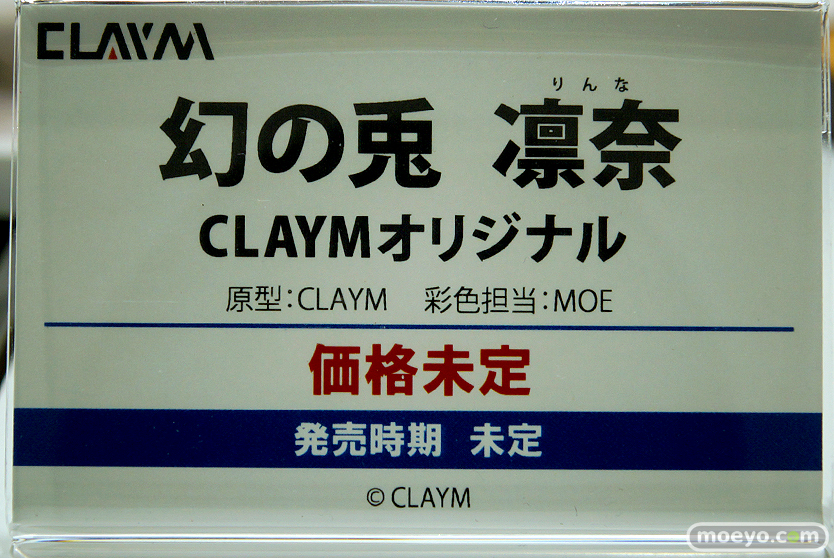 CLAYM
りんな
幻の兎 凛奈
CLAYMオリジナル
原型:CLAYM 彩色担当:MOE
価格未定
発売時期 未定
© CLAYM
moeyo.com